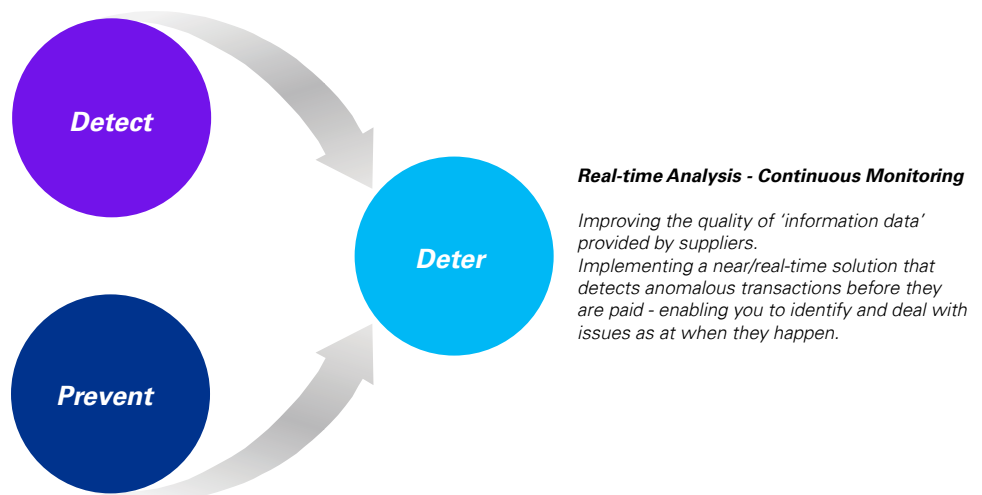 Detect
Real-time Analysis - Continuous Monitoring
Improving the quality of ‘information data’
provided by suppliers.
Deter
Implementing a near/real-time solution that
detects anomalous transactions before they
are paid - enabling you to identify and deal with
issues as at when they happen.
Prevent